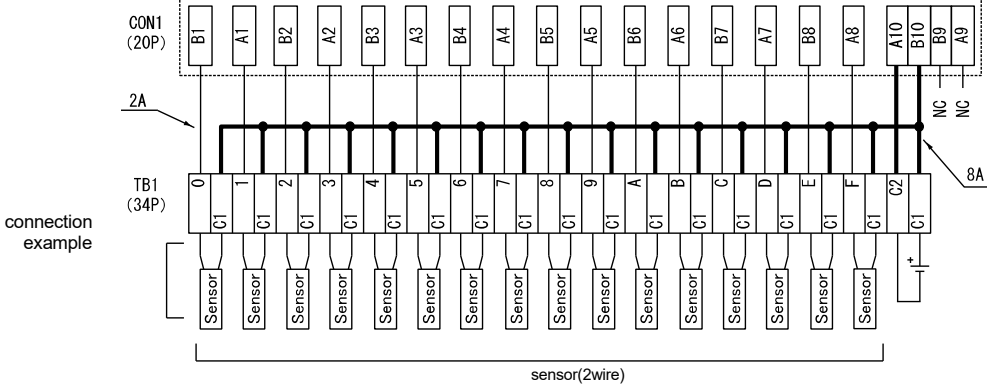 CON1
(20P)
B1 A1 B2 A2 B3 A3 B4 A4 B5 A5 B6 A6 B7 A7 B8 A8 A10 B10 B9 A9
NC NC
2A
8A
TB1
(34P)
0 C1 1 C1 2 C1 3 C1 4 C1 5 C1 6 C1 7 C1 8 C1 9 C1 A C1 B C1 C C1 D C1 E C1 F C1 C2 C1
connection
example
Sensor Sensor Sensor Sensor Sensor Sensor Sensor Sensor Sensor Sensor Sensor Sensor Sensor Sensor Sensor Sensor
+
sensor(2wire)